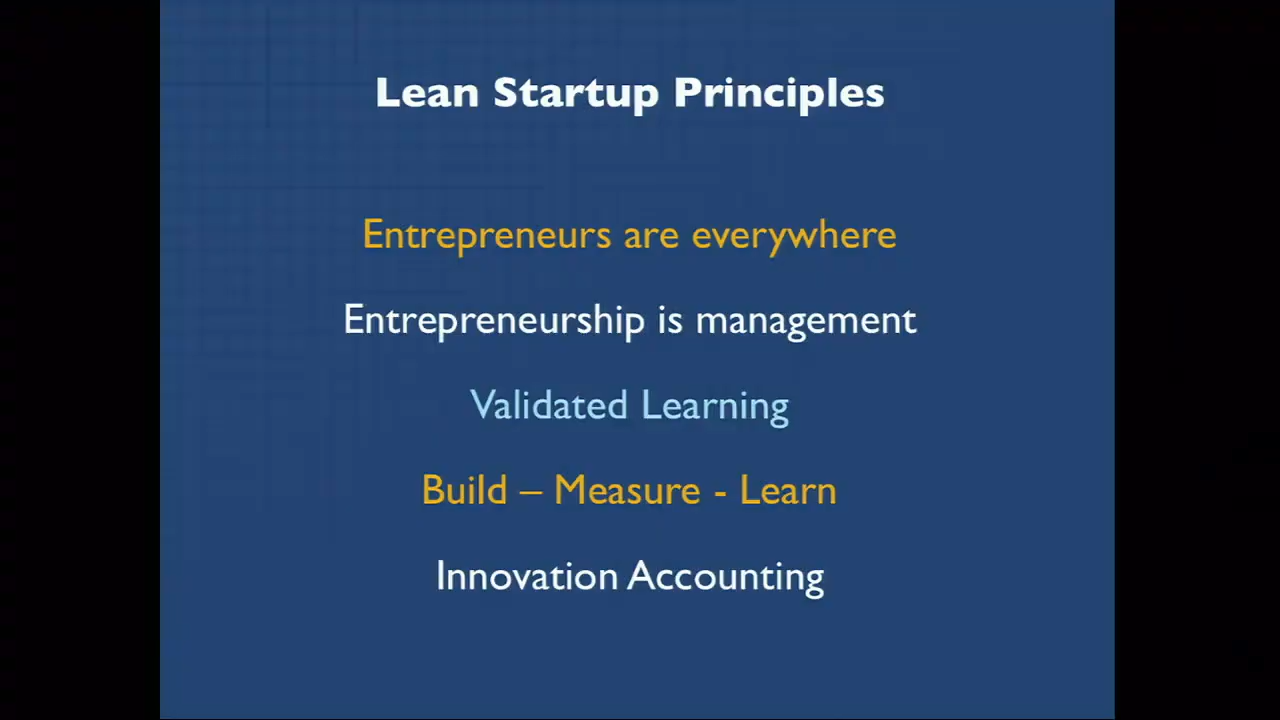 Lean Startup Principles
Entrepreneurs are everywhere
Entrepreneurship is management
Validated Learning
Build – Measure - Learn
Innovation Accounting